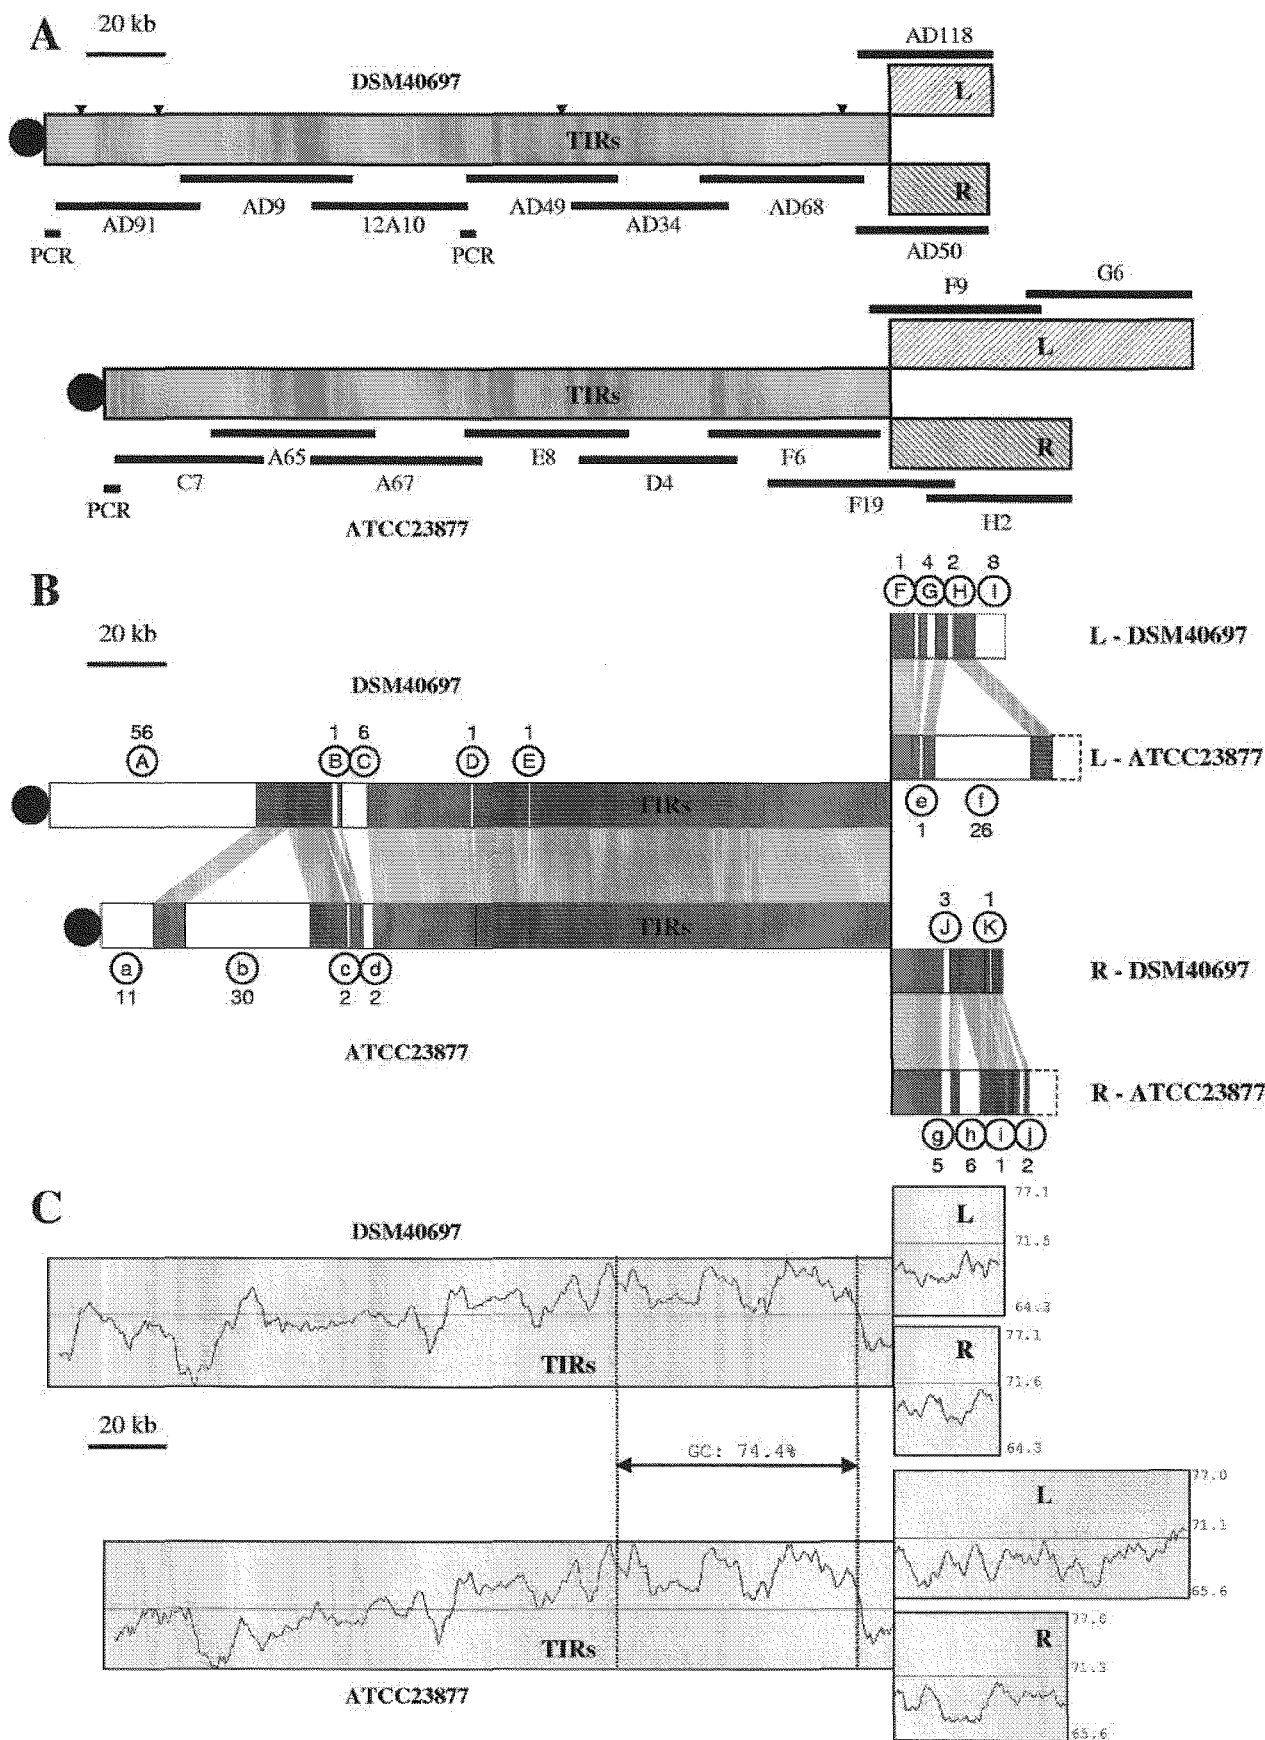 A
20 kb
AD118
DSM40697
L
TIRs
R
AD91
AD9
12A10
AD49
AD34
AD68
PCR
PCR
AD50
F9
G6
L
TIRs
R
C7
A65
A67
E8
D4
F6
F19
H2
PCR
ATCC23877
B
1 4 2 8
F G H I
20 kb
L - DSM40697
DSM40697
56 1 6 1 1
A B C D E
L - ATCC23877
TIRs
e f
1 26
3 1
J K
TIRs
a b c d
11 30 2 2
R - DSM40697
ATCC23877
R - ATCC23877
g h i j
5 6 1 2
C
DSM40697
L
77.1
71.5
64.3
TIRs
R
77.1
71.6
64.3
20 kb
GC: 74.4%
L
77.0
71.1
65.6
TIRs
R
71.3
65.6
ATCC23877